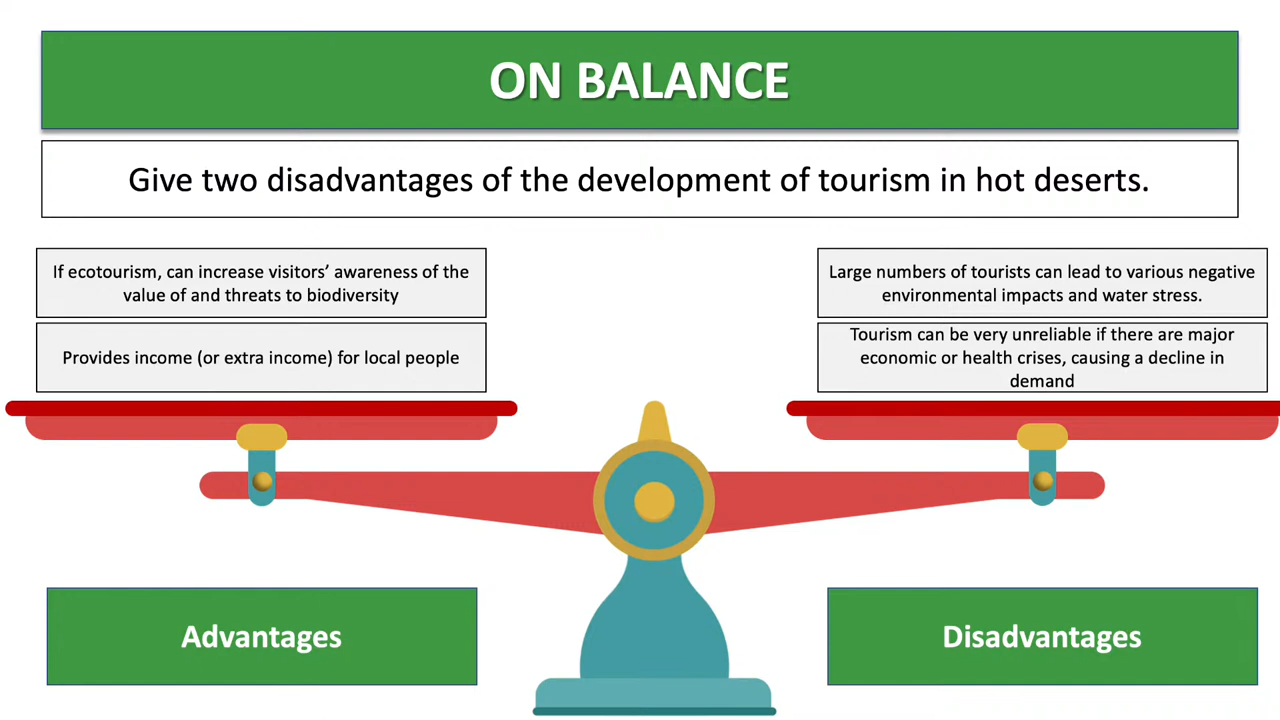 ON BALANCE
Give two disadvantages of the development of tourism in hot deserts.
If ecotourism, can increase visitors’ awareness of the
value of and threats to biodiversity
Provides income (or extra income) for local people
Large numbers of tourists can lead to various negative
environmental impacts and water stress.
Tourism can be very unreliable if there are major
economic or health crises, causing a decline in
demand
Advantages
Disadvantages